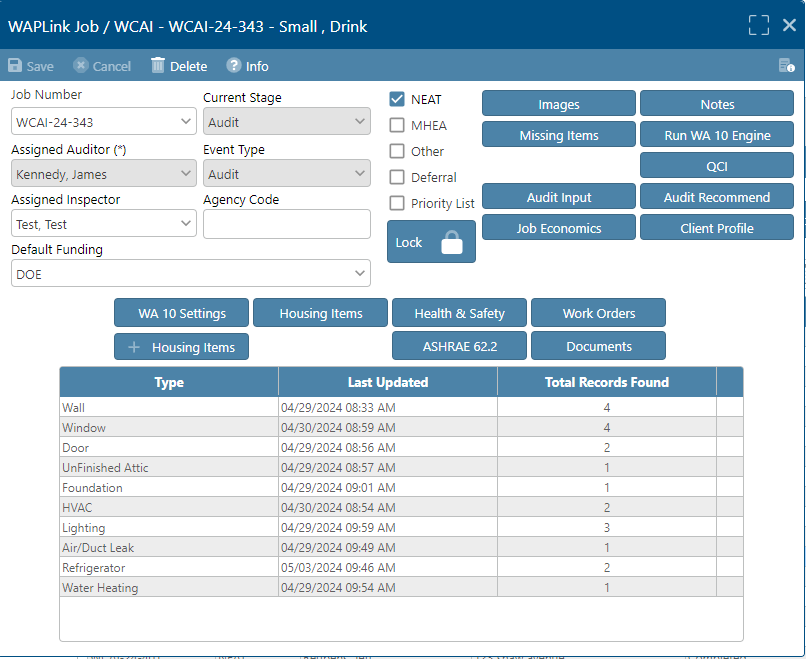 WAPLink Job / WCAI - WCAI-24-343 - Small , Drink
Save Cancel Delete Info
Job Number
WCAI-24-343
Current Stage
Audit
Assigned Auditor (*)
Kennedy, James
Event Type
Audit
Assigned Inspector
Test, Test
Agency Code
Default Funding
DOE
NEAT
MHEA
Other
Deferral
Priority List
Lock
Images Notes
Missing Items Run WA 10 Engine
QCI
Audit Input Audit Recommend
Job Economics Client Profile
WA 10 Settings Housing Items Health & Safety Work Orders
+ Housing Items ASHRAE 62.2 Documents
Type Last Updated Total Records Found
Wall 04/29/2024 08:33 AM 4
Window 04/30/2024 08:59 AM 4
Door 04/29/2024 08:56 AM 2
UnFinished Attic 04/29/2024 08:57 AM 1
Foundation 04/29/2024 09:01 AM 1
HVAC 04/30/2024 08:54 AM 2
Lighting 04/29/2024 09:59 AM 3
Air/Duct Leak 04/29/2024 09:49 AM 1
Refrigerator 05/03/2024 09:46 AM 2
Water Heating 04/29/2024 09:54 AM 1